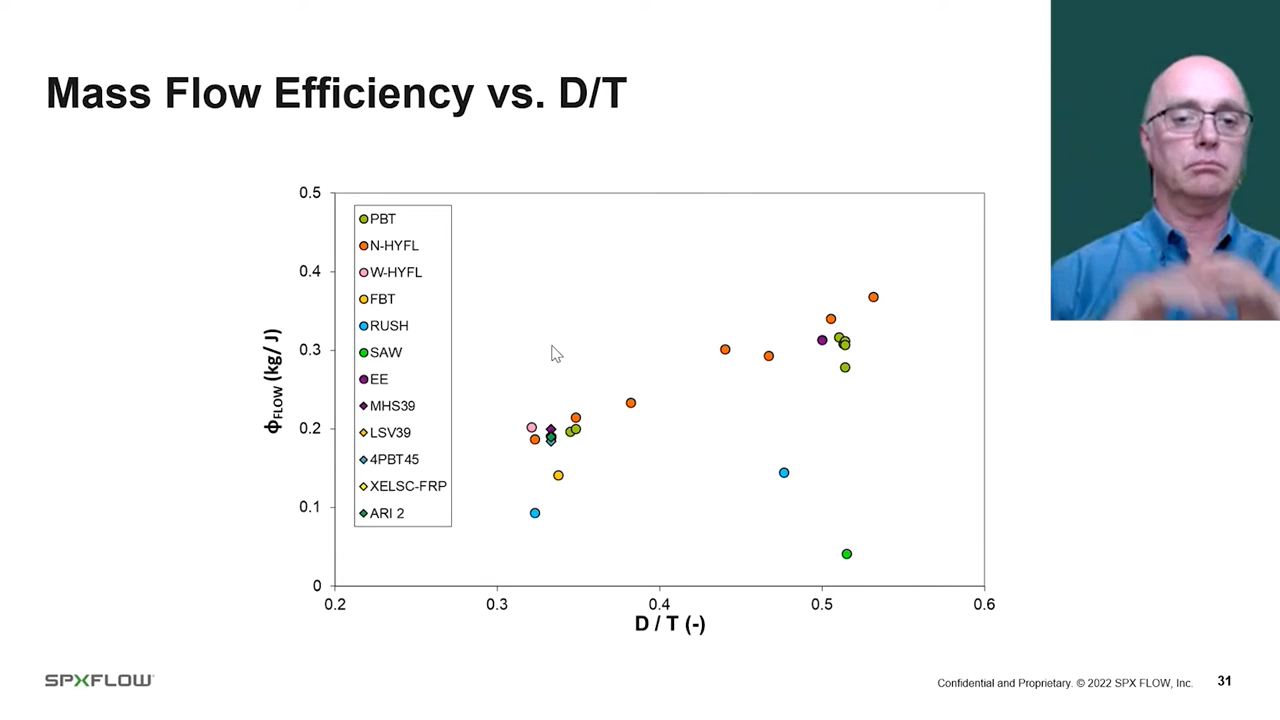 Mass Flow Efficiency vs. D/T
0.5
0.4
0.3
0.2
0.1
0
ΦFLOW (kg/ J)
PBT
N-HYFL
W-HYFL
FBT
RUSH
SAW
EE
MHS39
LSV39
4PBT45
XELSC-FRP
ARI 2
0.2 0.3 0.4 0.5 0.6
D / T (-)
SPXFLOW
Confidential and Proprietary. © 2022 SPX FLOW, Inc. 31